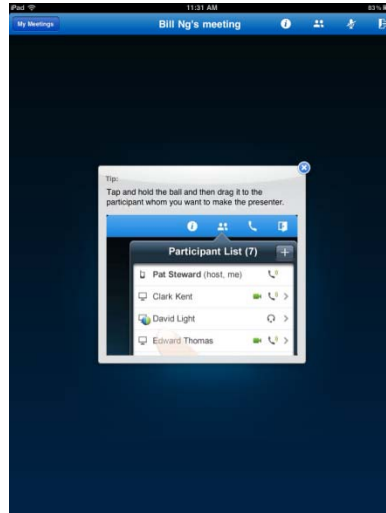 iPad 11:31 AM 83%
My Meetings Bill Ng's meeting
Tip:
Tap and hold the ball and then drag it to the
participant whom you want to make the presenter.
Participant List (7)
Pat Steward (host, me)
Clark Kent
David Light
Edward Thomas